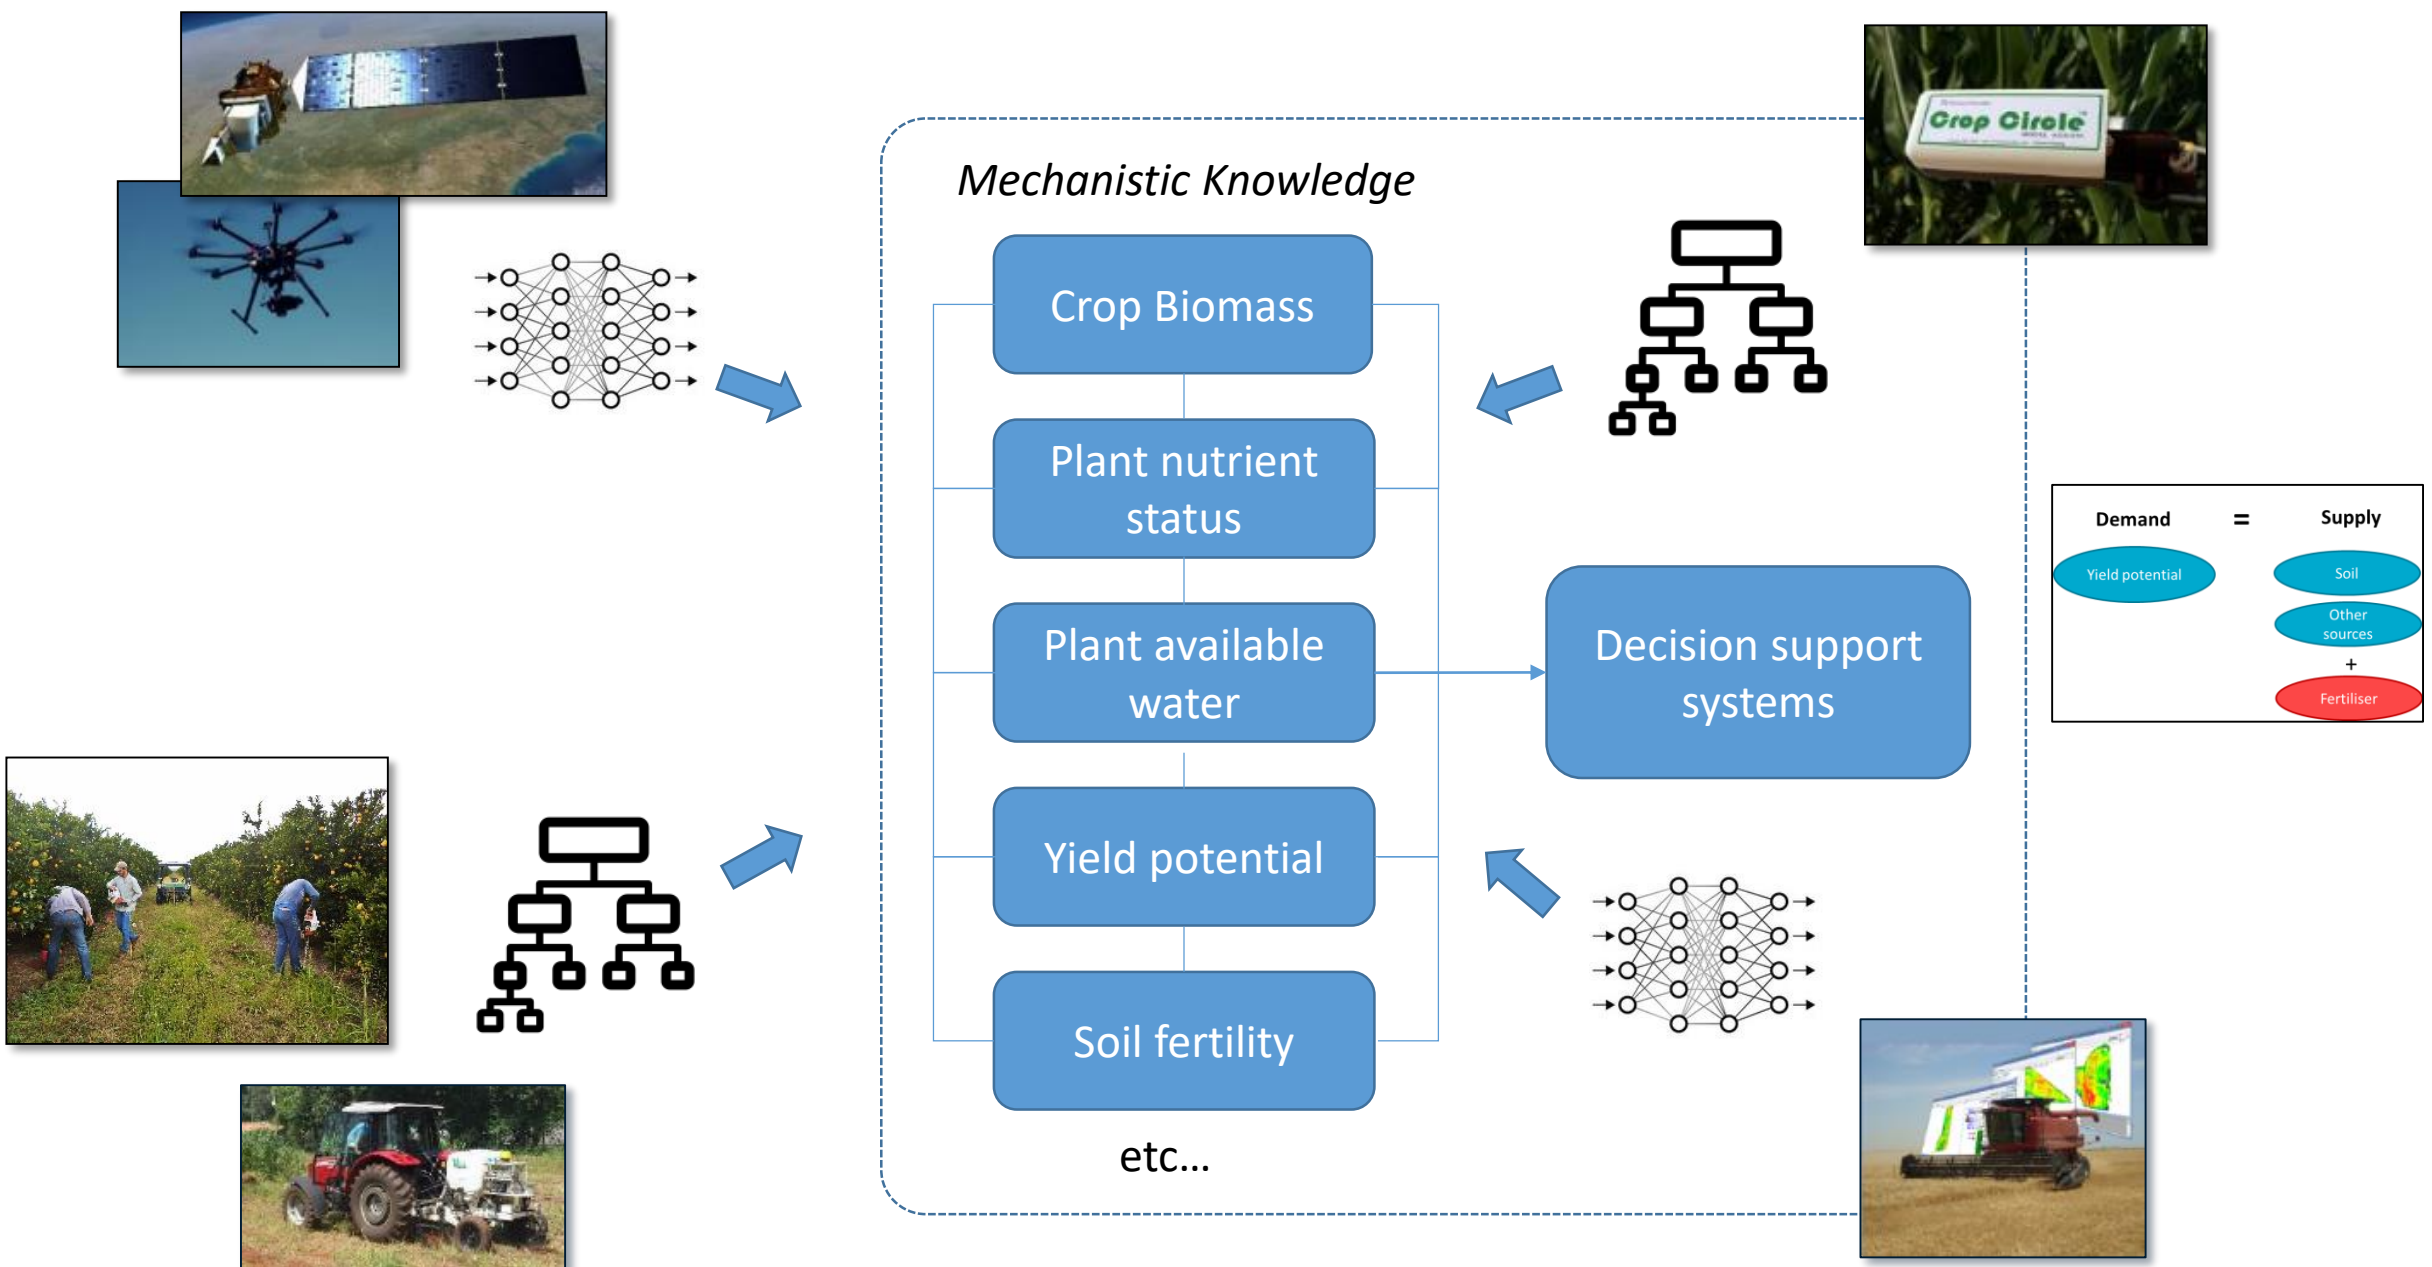 Crop Circle
Mechanistic Knowledge
Crop Biomass
Plant nutrient
status
Plant available
water
Yield potential
Soil fertility
etc...
Decision support
systems
Demand = Supply
Yield potential
Soil
Other
sources
+
Fertiliser